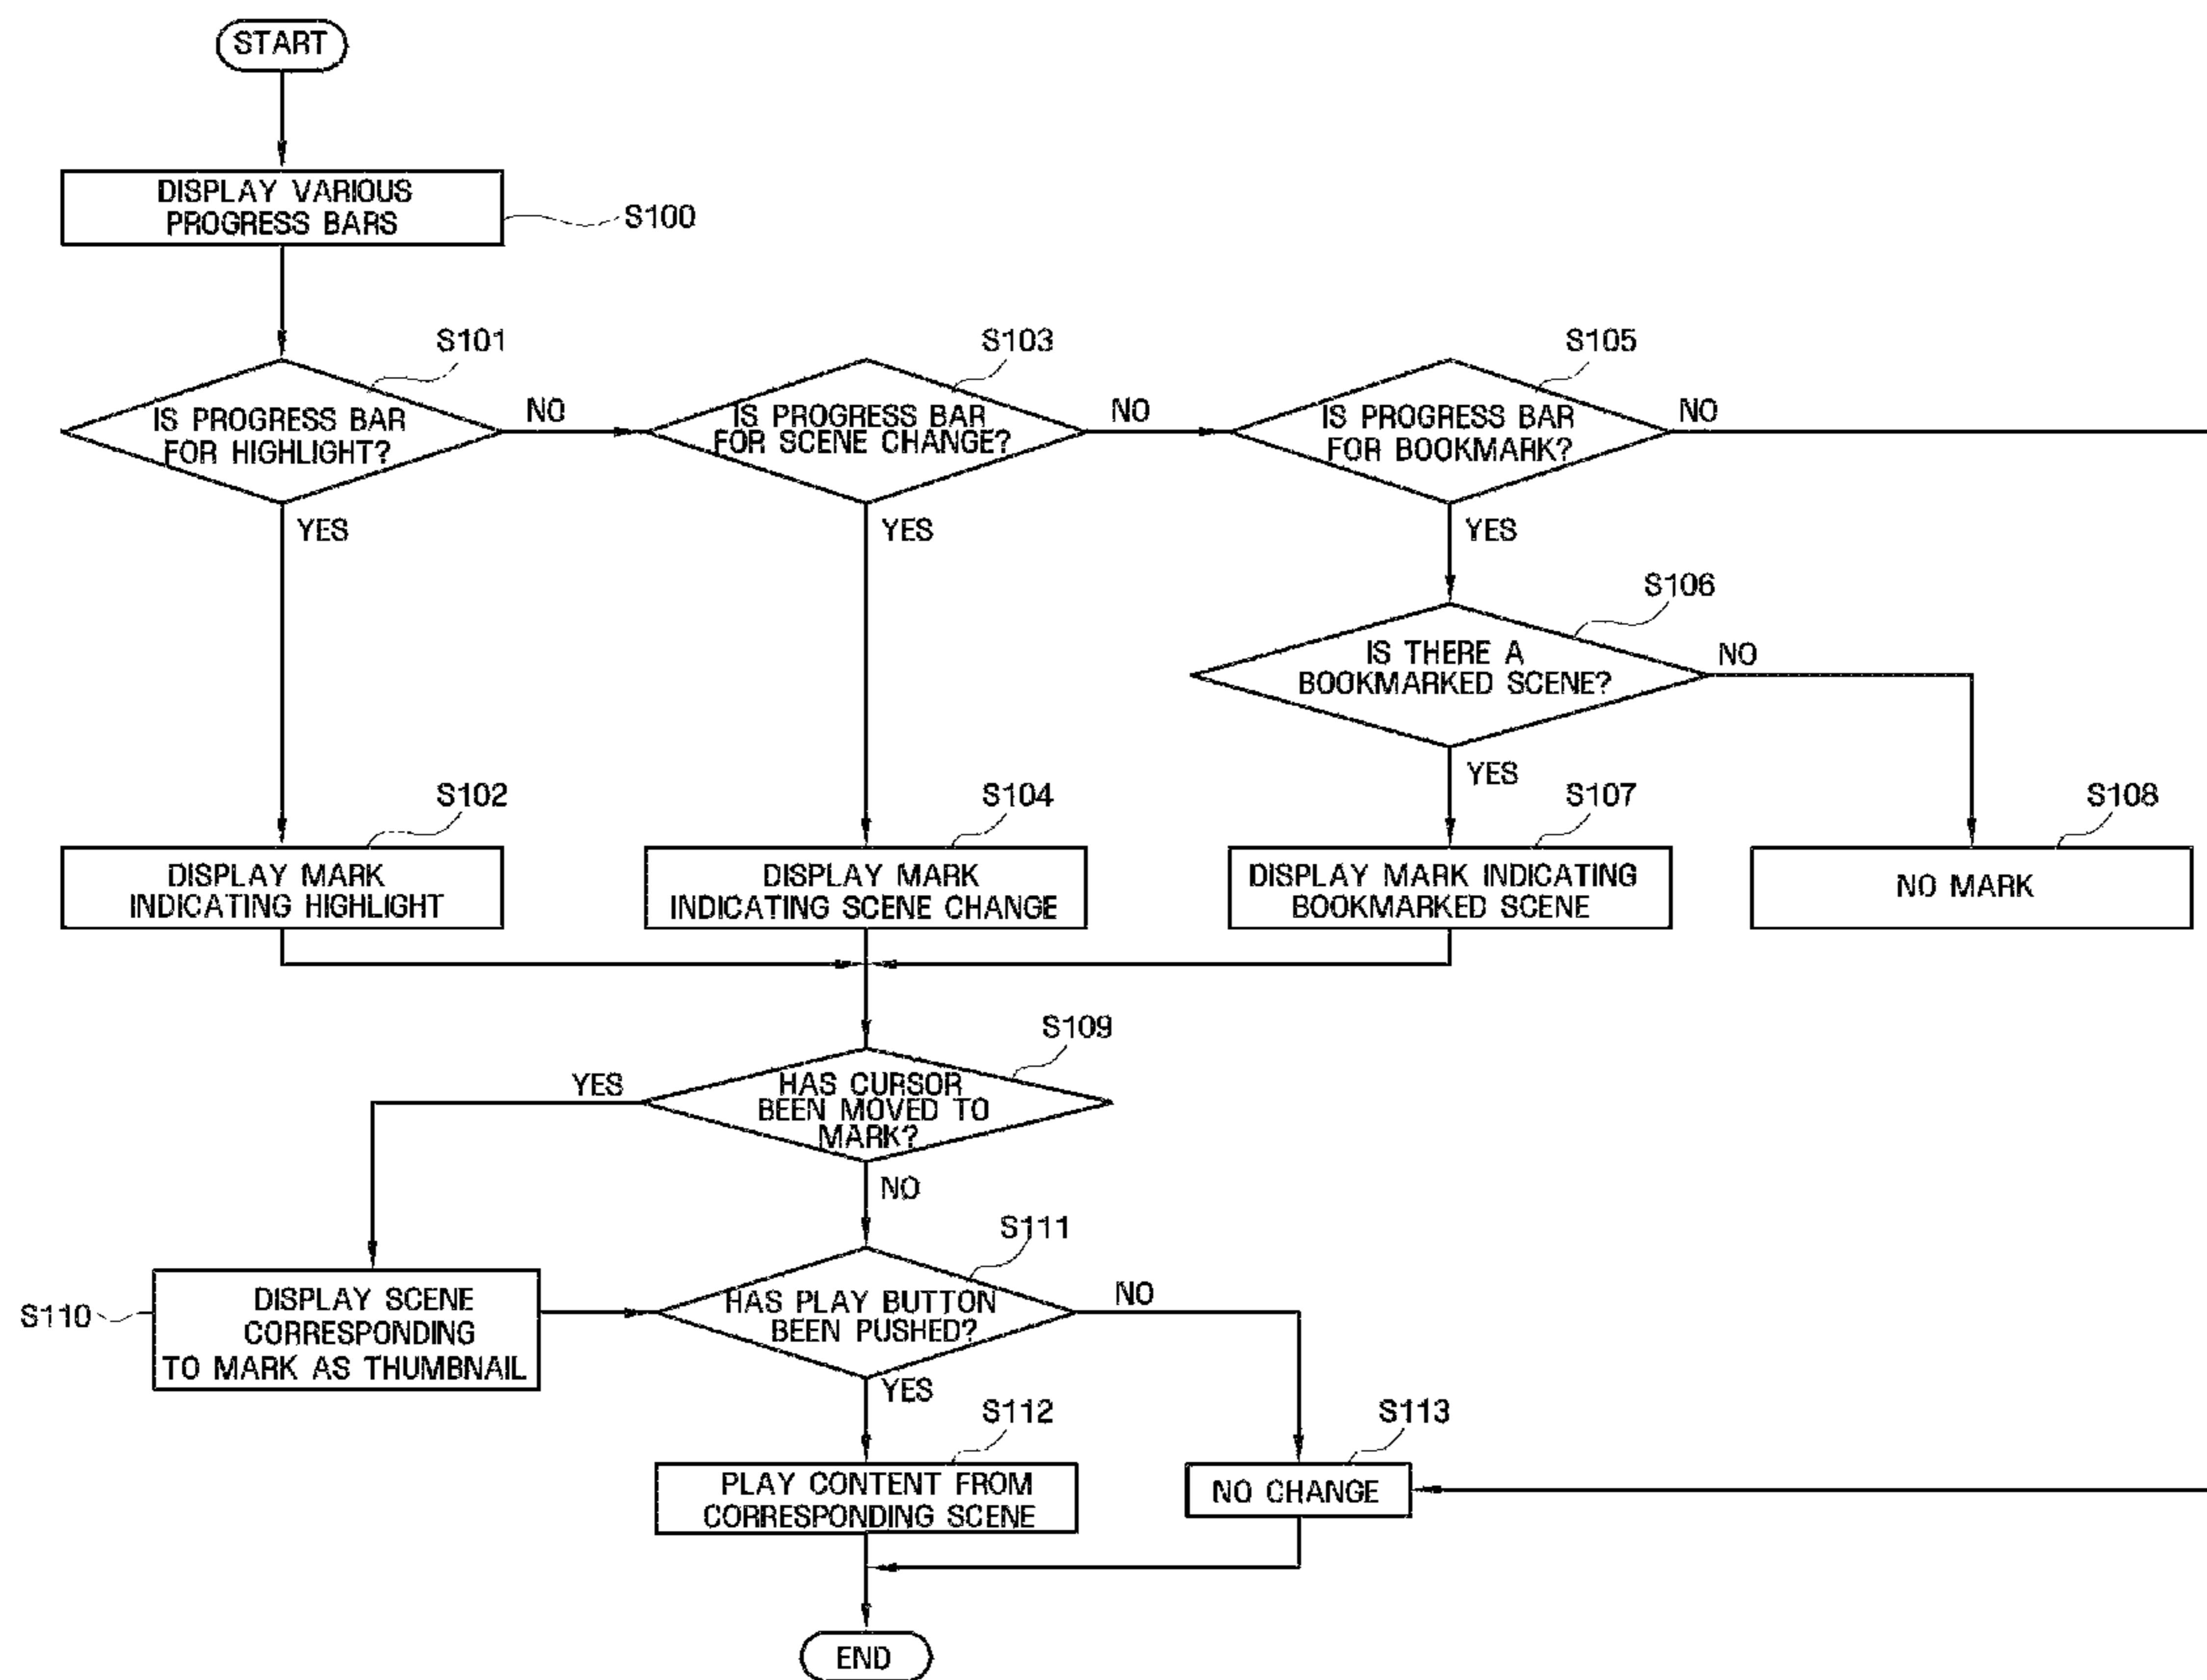 START
DISPLAY VARIOUS
PROGRESS BARS
S100
S101
IS PROGRESS BAR
FOR HIGHLIGHT?
NO
YES
S103
IS PROGRESS BAR
FOR SCENE CHANGE?
NO
YES
S105
IS PROGRESS BAR
FOR BOOKMARK?
NO
YES
S106
IS THERE A
BOOKMARKED SCENE?
NO
YES
S102
DISPLAY MARK
INDICATING HIGHLIGHT
S104
DISPLAY MARK
INDICATING SCENE CHANGE
S107
DISPLAY MARK INDICATING
BOOKMARKED SCENE
S108
NO MARK
S109
HAS CURSOR
BEEN MOVED TO
MARK?
YES
NO
S110
DISPLAY SCENE
CORRESPONDING
TO MARK AS THUMBNAIL
S111
HAS PLAY BUTTON
BEEN PUSHED?
NO
YES
S112
PLAY CONTENT FROM
CORRESPONDING SCENE
S113
NO CHANGE
END